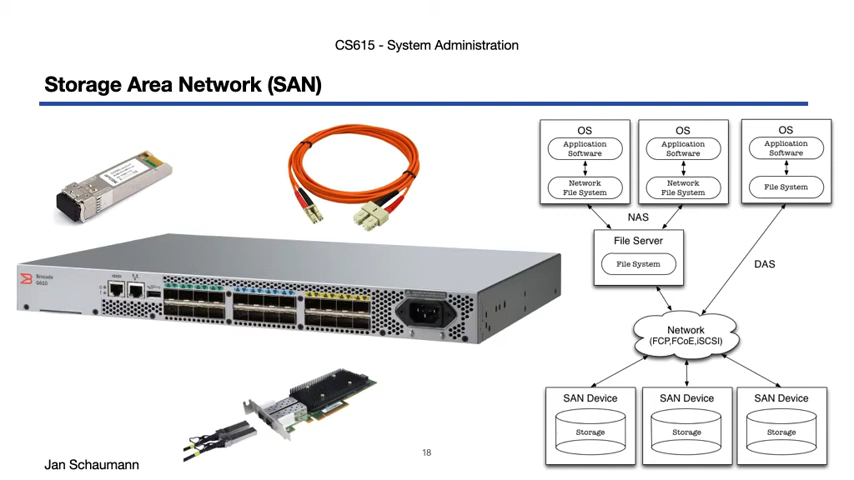 CS615 - System Administration
Storage Area Network (SAN)
OS
Application
Software
Network
File System
OS
Application
Software
Network
File System
OS
Application
Software
File System
NAS
File Server
File System
DAS
Network
(FCP,FCoE,iSCSI)
SAN Device
Storage
SAN Device
Storage
SAN Device
Storage
Brocade
G610
Jan Schaumann
18